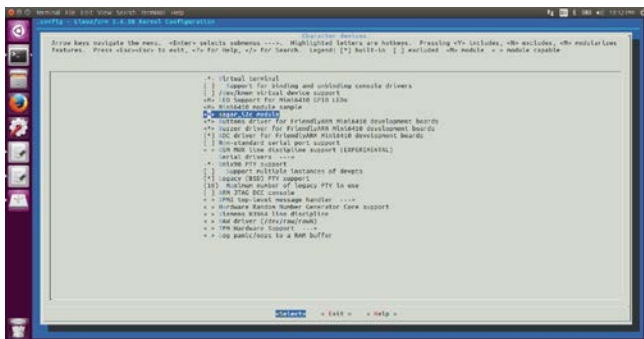 Terminal File Edit View Search Terminal Help
.config - Linux/arm 2.6.38 Kernel Configuration
Character devices
Arrow keys navigate the menu. <Enter> selects submenus --->. Highlighted letters are hotkeys. Pressing <Y> includes, <N> excludes, <M> modularizes
features. Press <Esc><Esc> to exit, <?> for Help, </> for Search. Legend: [*] built-in [ ] excluded <M> module < > module capable
-*- Virtual terminal
[ ] Support for binding and unbinding console drivers
[ ] /dev/kmem virtual device support
<M> LED Support for Mini6410 GPIO LEDs
<M> Mini6410 module sample
sagar_i2c module
<*> Buttons driver for FriendlyARM Mini6410 development boards
<*> Buzzer driver for FriendlyARM Mini6410 development boards
[*] ADC driver for FriendlyARM Mini6410 development boards
[ ] Non-standard serial port support
< > GSM MUX line discipline support (EXPERIMENTAL)
Serial drivers --->
-*- Unix98 PTY support
[ ] Support multiple instances of devpts
[*] Legacy (BSD) PTY support
Maximum number of legacy PTY in use
[ ] ARM JTAG DCC console
< > IPMI top-level message handler --->
< > Hardware Random Number Generator Core support
< > Siemens R3964 line discipline
< > RAW driver (/dev/raw/rawN)
< > TPM Hardware Support --->
< > Log panic/oops to a RAM buffer
<Select> < Exit > < Help >